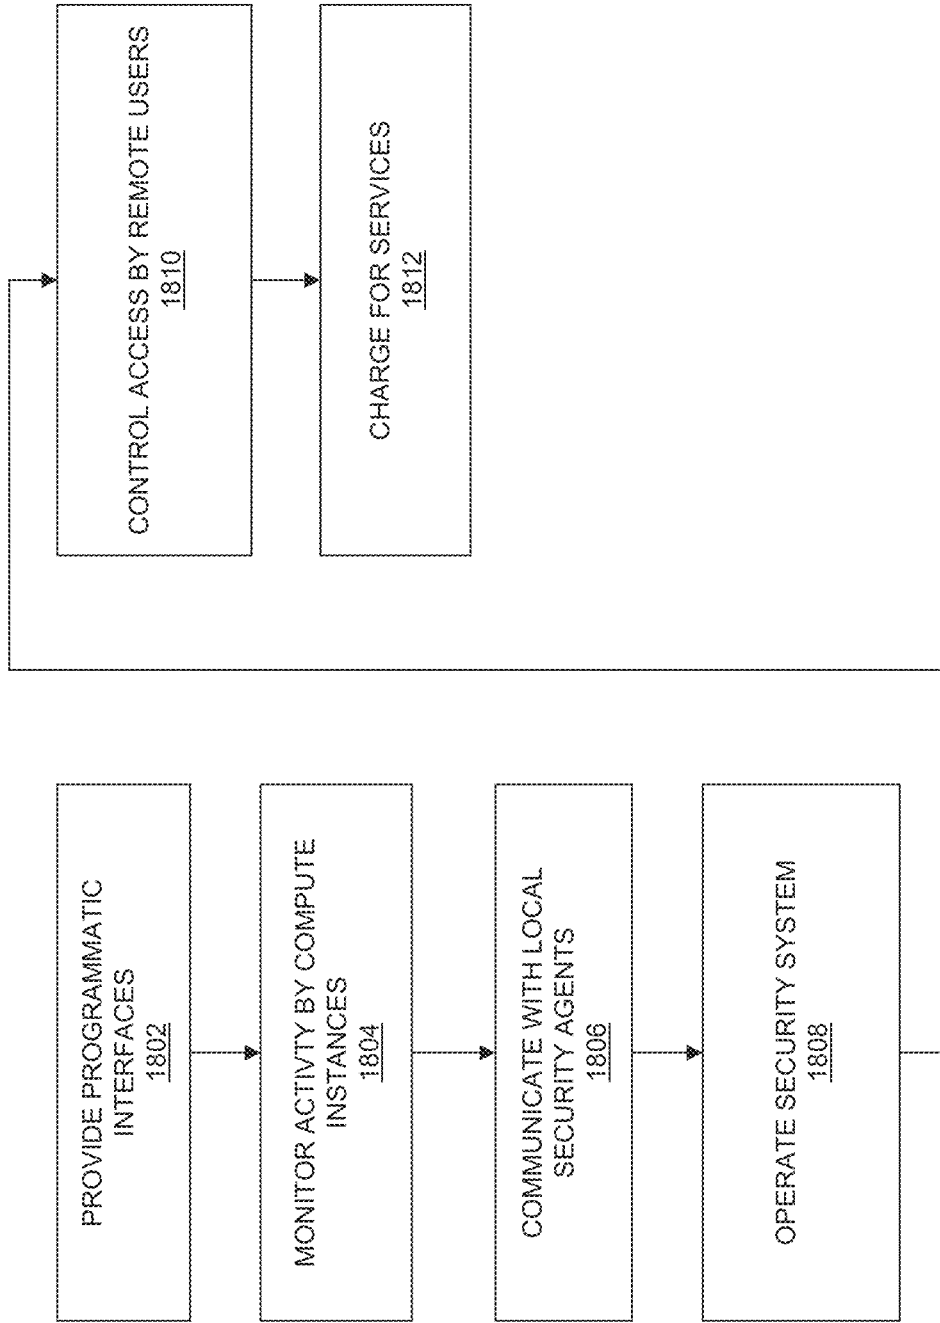 PROVIDE PROGRAMMATIC
INTERFACES
1802
MONITOR ACTIVTY BY COMPUTE
INSTANCES
1804
COMMUNICATE WITH LOCAL
SECURITY AGENTS
1806
OPERATE SECURITY SYSTEM
1808
CONTROL ACCESS BY REMOTE USERS
1810
CHARGE FOR SERVICES
1812